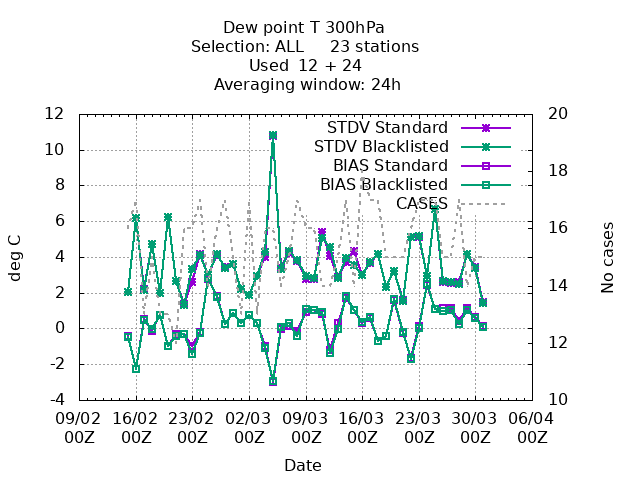 Dew point T 300hPa
Selection: ALL 23 stations
Used 12 + 24
Averaging window: 24h
12
10
8
6
4
2
0
-2
-4
deg C
20
18
16
14
12
10
No cases
STDV Standard
STDV Blacklisted
BIAS Standard
BIAS Blacklisted
CASES
09/02 16/02 23/02 02/03 09/03 16/03 23/03 30/03 06/04
00Z 00Z 00Z 00Z 00Z 00Z 00Z 00Z 00Z
Date